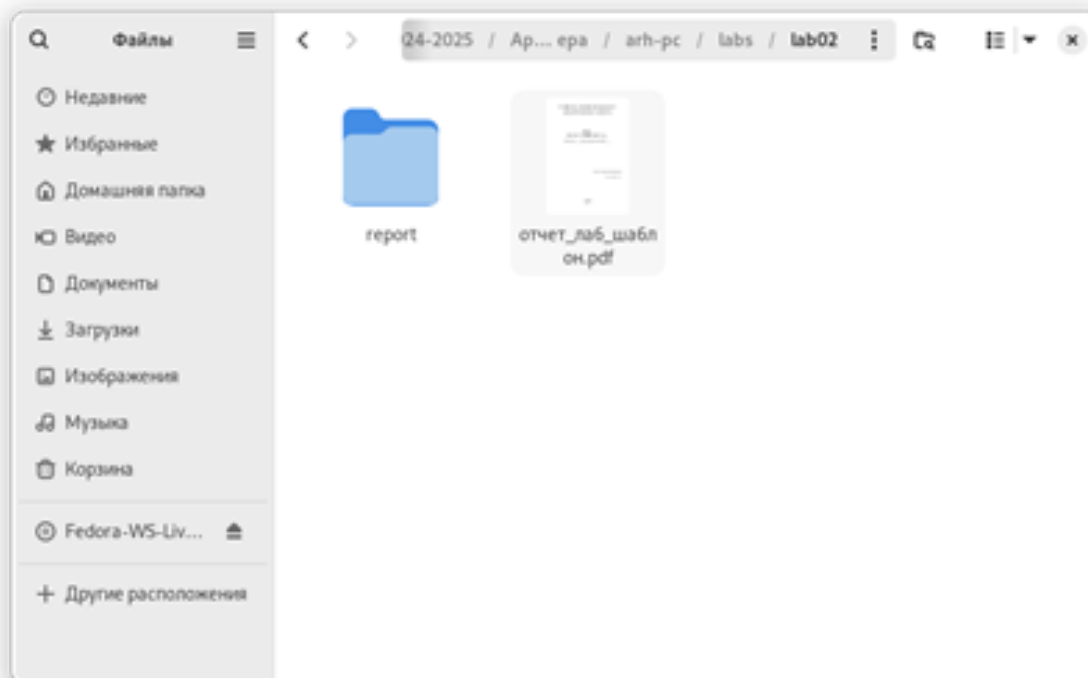 Файлы
24-2025 / Ap... ера / arh-pc / labs / lab02
Недавние
Избранные
Домашняя папка
Видео
Документы
Загрузки
Изображения
Музыка
Корзина
Fedora-WS-Liv...
Другие расположения
report
отчет_лаб_шабл
он.pdf